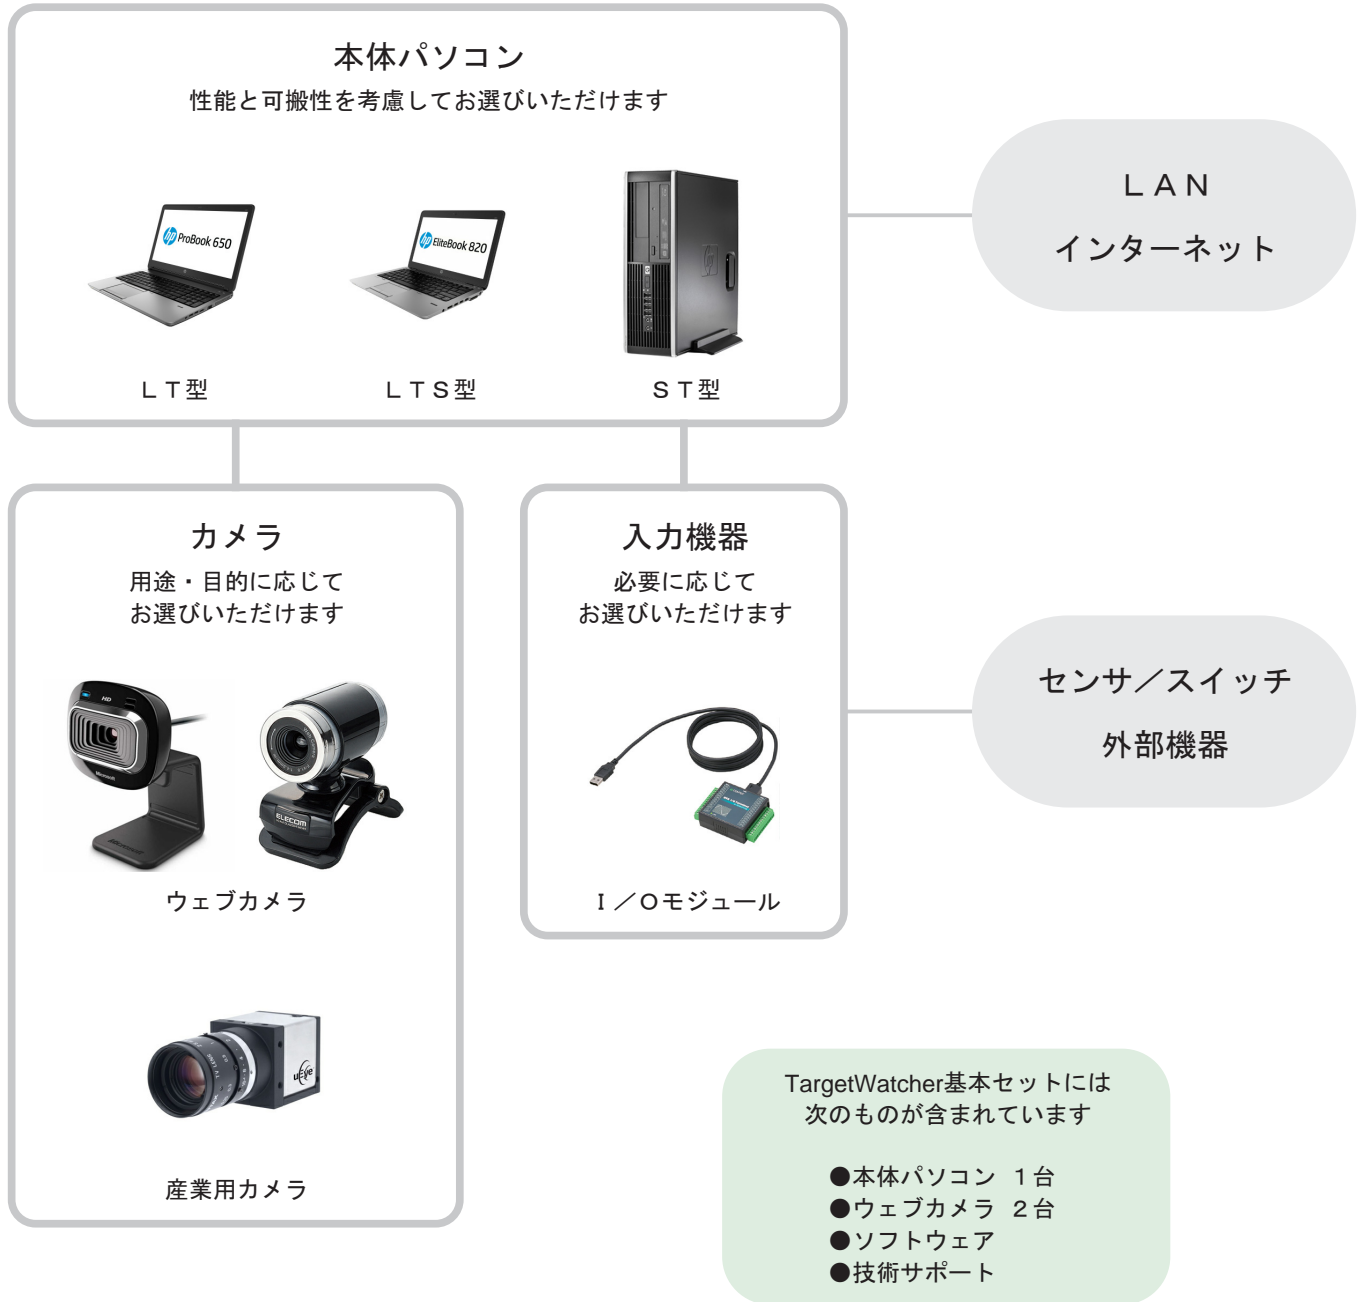 本体パソコン
性能と可搬性を考慮してお選びいただけます
hp ProBook 650
hp EliteBook 820
ＬＴ型
ＬＴＳ型
ＳＴ型
ＬＡＮ
インターネット
カメラ
用途・目的に応じて
お選びいただけます
HD
Microsoft
ELECOM
ウェブカメラ
uEye
産業用カメラ
入力機器
必要に応じて
お選びいただけます
Ｉ／Ｏモジュール
センサ／スイッチ
外部機器
TargetWatcher基本セットには
次のものが含まれています
●本体パソコン １台
●ウェブカメラ ２台
●ソフトウェア
●技術サポート